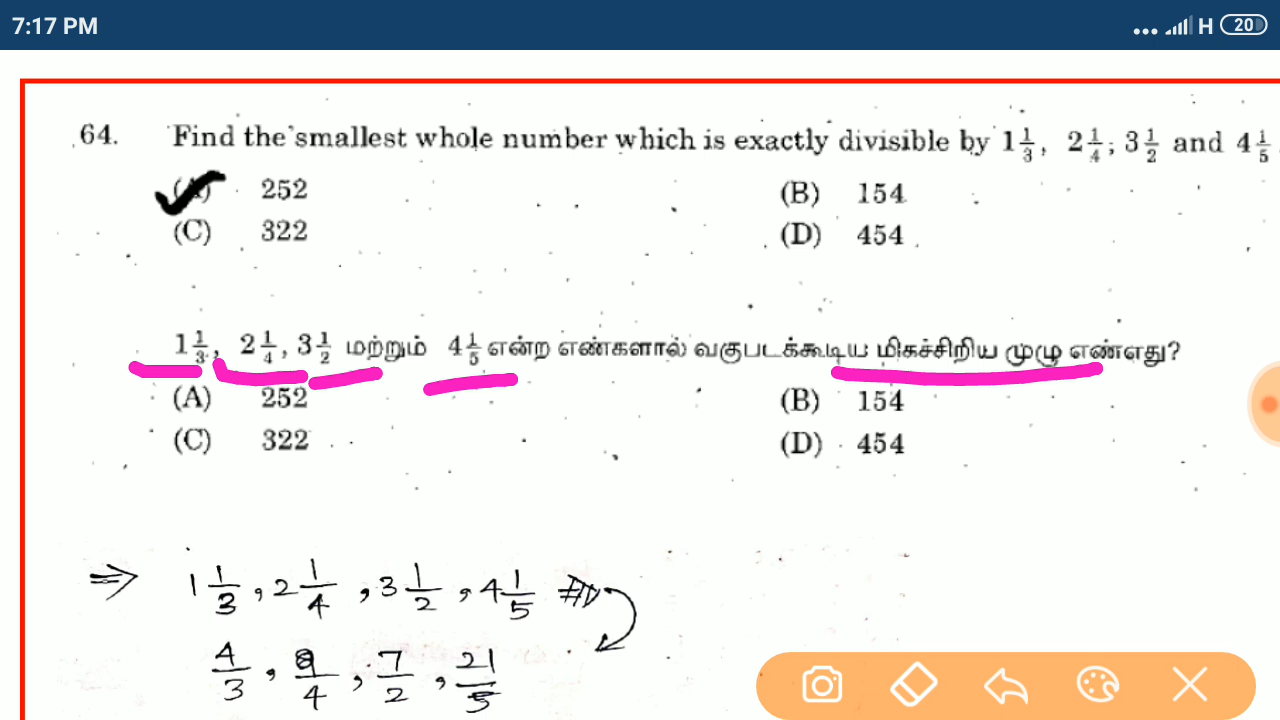 7:17 PM ... H 20
64. Find the smallest whole number which is exactly divisible by 1 1/3, 2 1/4; 3 1/2 and 4 1/5
(A) 252 (B) 154
(C) 322 (D) 454
1 1/3, 2 1/4, 3 1/2 மற்றும் 4 1/5 என்ற எண்களால் வகுபடக்கூடிய மிகச்சிறிய முழு எண்எது?
(A) 252 (B) 154
(C) 322 (D) 454
⇒ 1 1/3, 2 1/4, 3 1/2, 4 1/5
4/3, 9/4, 7/2, 21/5